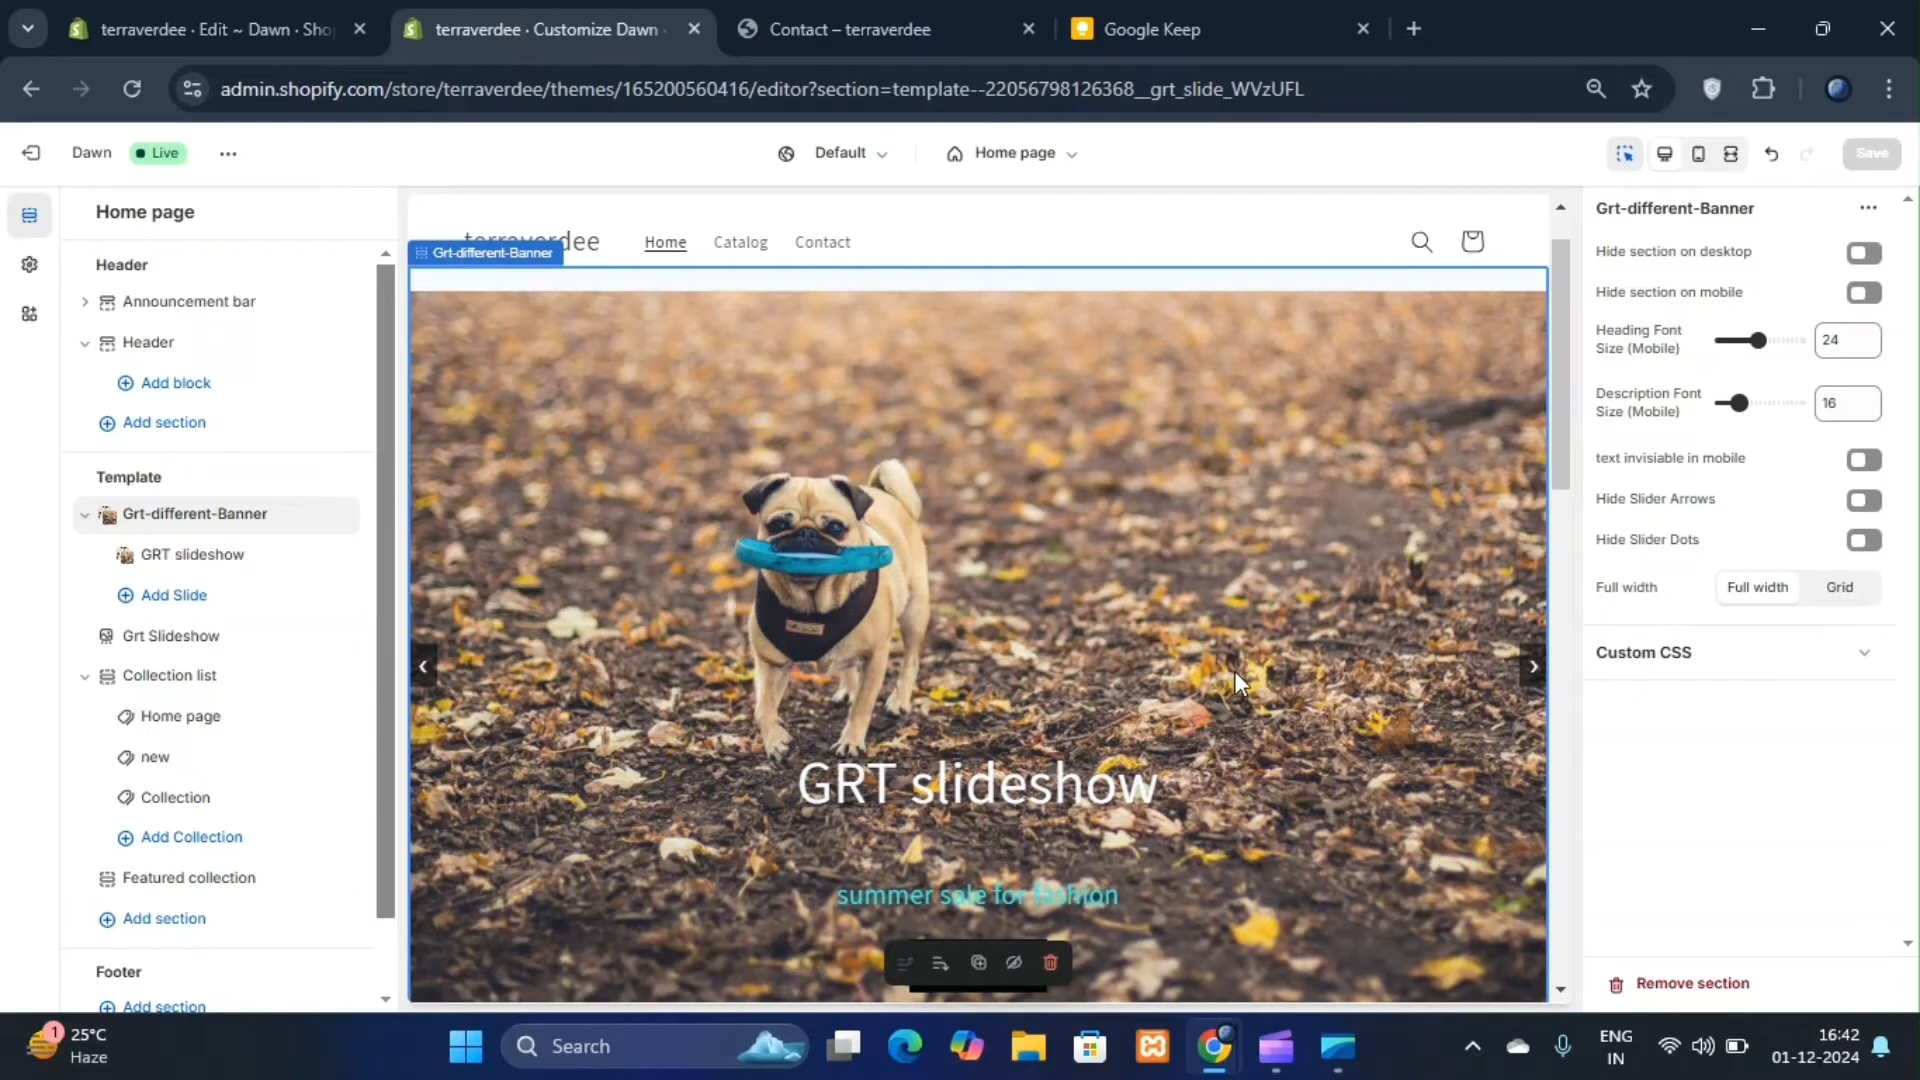 terraverdee · Edit ~ Dawn · Sho
terraverdee · Customize Dawn ·
Contact – terraverdee
Google Keep
admin.shopify.com/store/terraverdee/themes/165200560416/editor?section=template--22056798126368__grt_slide_WVzUFL
Dawn
Live
Default
Home page
Save
Home page
Header
Announcement bar
Header
Add block
Add section
Template
Grt-different-Banner
GRT slideshow
Add Slide
Grt Slideshow
Collection list
Home page
new
Collection
Add Collection
Featured collection
Add section
Footer
Add section
terraverdee
Home
Catalog
Contact
Grt-different-Banner
GRT slideshow
summer sale for fashion
Grt-different-Banner
Hide section on desktop
Hide section on mobile
Heading Font
Size (Mobile)
24
Description Font
Size (Mobile)
16
text invisiable in mobile
Hide Slider Arrows
Hide Slider Dots
Full width
Full width
Grid
Custom CSS
Remove section
1
25°C
Haze
Search
ENG
IN
16:42
01-12-2024